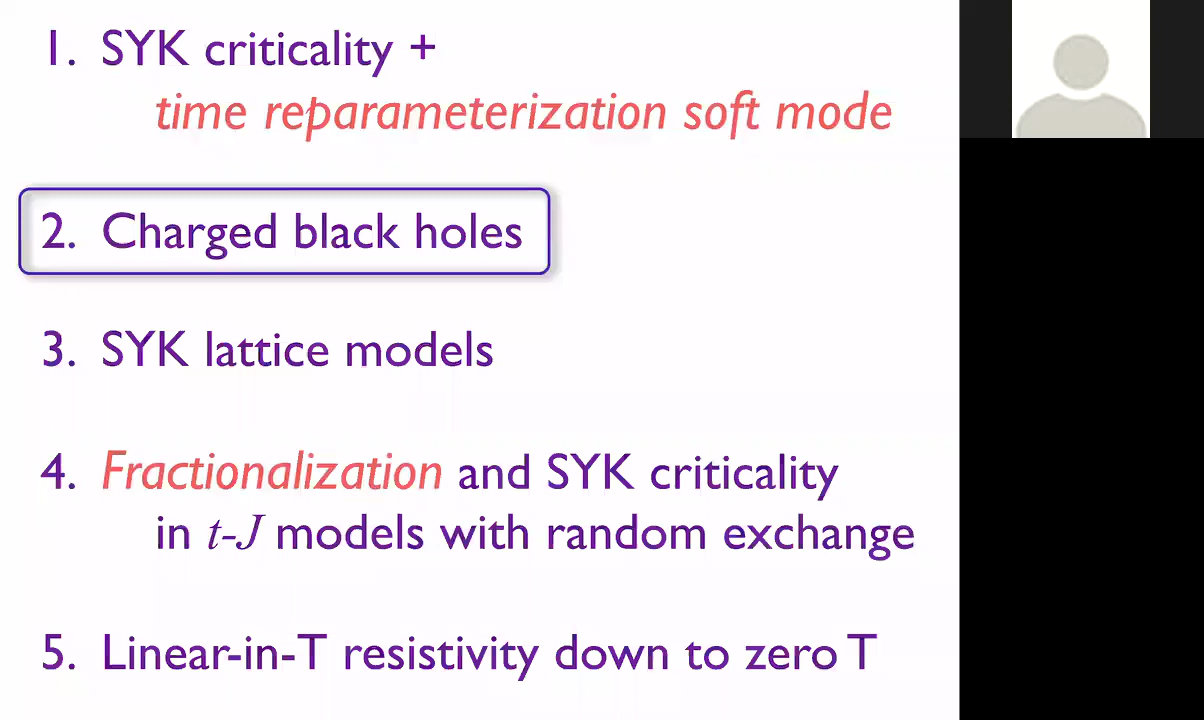 1. SYK criticality +
time reparameterization soft mode
2. Charged black holes
3. SYK lattice models
4. Fractionalization and SYK criticality
in t-J models with random exchange
5. Linear-in-T resistivity down to zero T